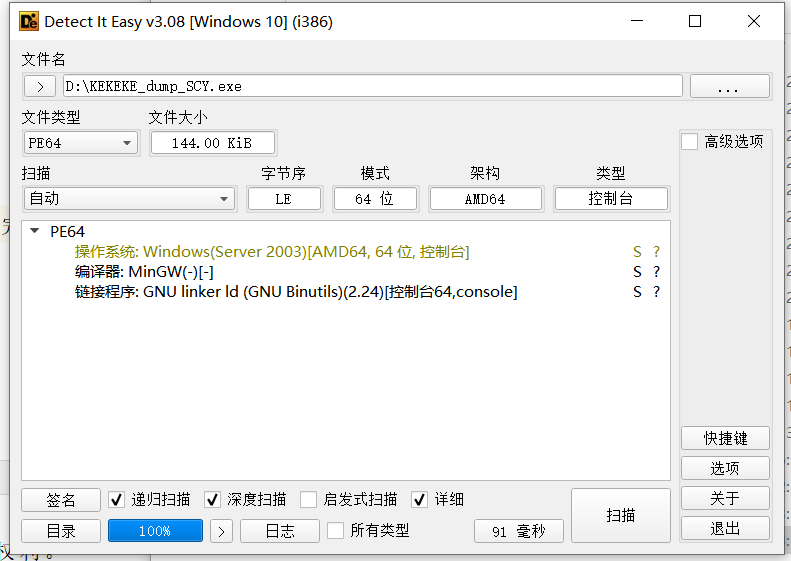 Detect It Easy v3.08 [Windows 10] (i386)
文件名
> D:\KEKEKE_dump_SCY.exe ...
文件类型 文件大小
PE64 144.00 KiB 高级选项
扫描 字节序 模式 架构 类型
自动 LE 64 位 AMD64 控制台
PE64
操作系统: Windows(Server 2003)[AMD64, 64 位, 控制台] S ?
编译器: MinGW(-)[-] S ?
链接程序: GNU linker ld (GNU Binutils)(2.24)[控制台64,console] S ?
快捷键
选项
关于
退出
签名 递归扫描 深度扫描 启发式扫描 详细 扫描
目录 100% > 日志 所有类型 91 毫秒